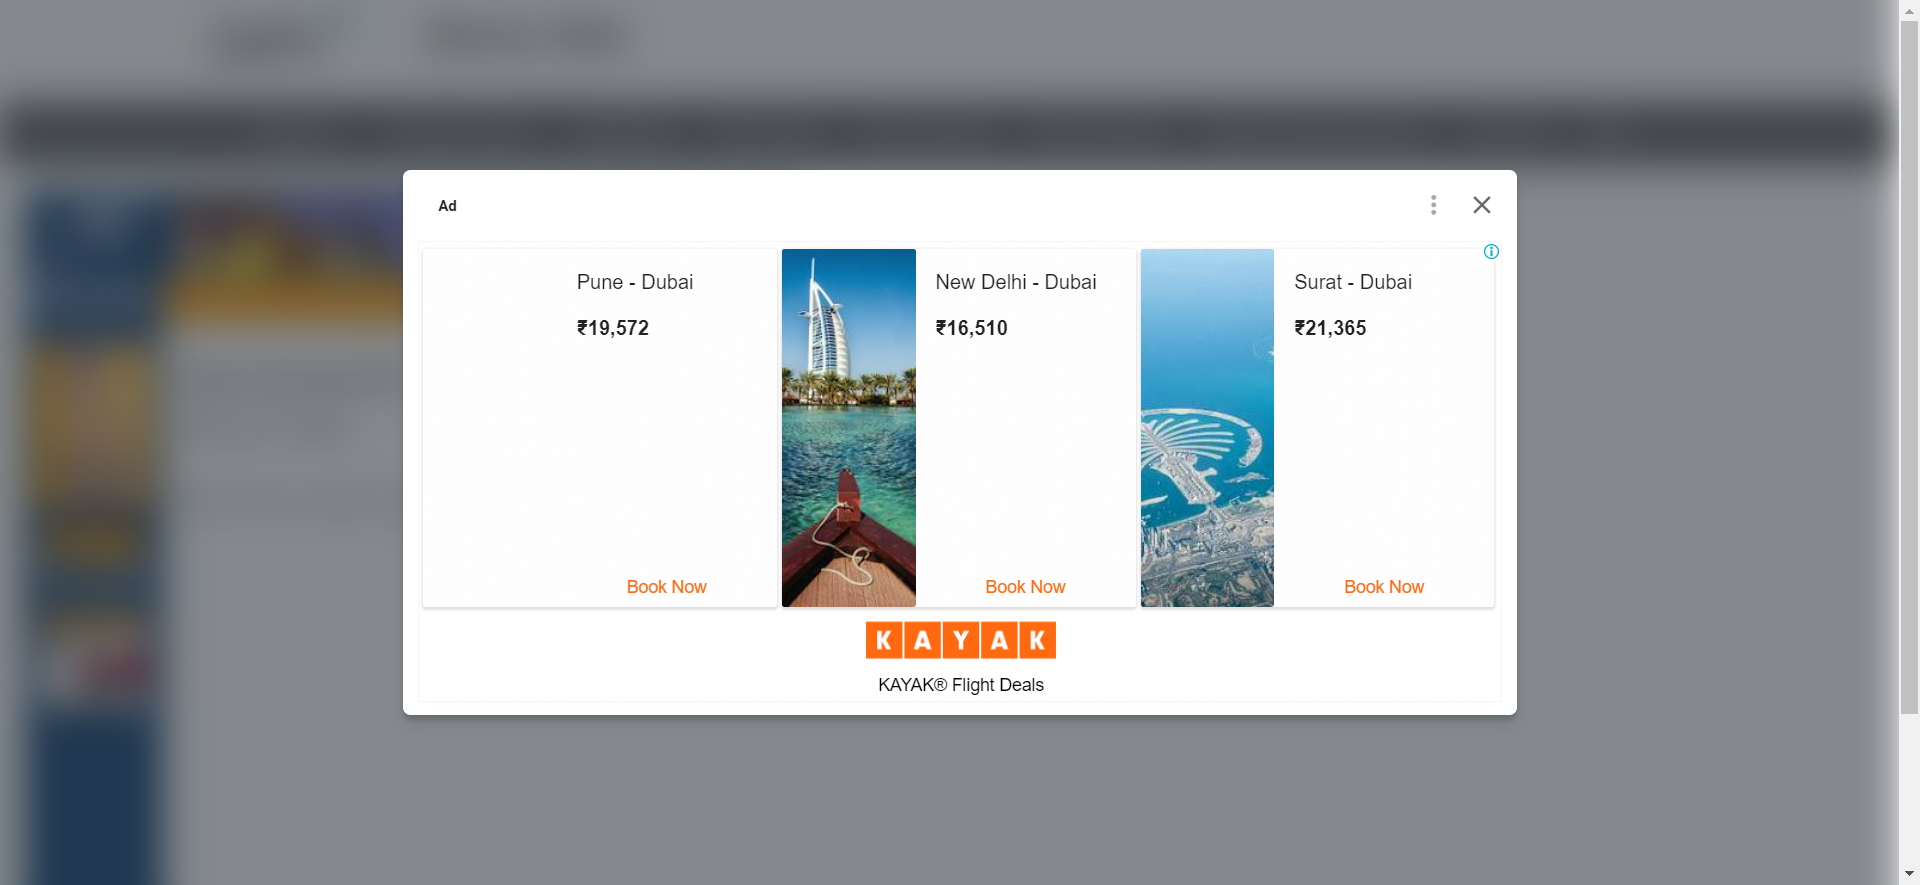 Ad
Pune - Dubai
₹19,572
Book Now
New Delhi - Dubai
₹16,510
Book Now
Surat - Dubai
₹21,365
Book Now
KAYAK
KAYAK® Flight Deals